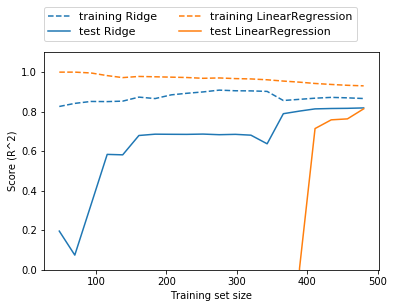 training Ridge
test Ridge
training LinearRegression
test LinearRegression
Score (R^2)
1.0
0.8
0.6
0.4
0.2
0.0
100 200 300 400 500
Training set size